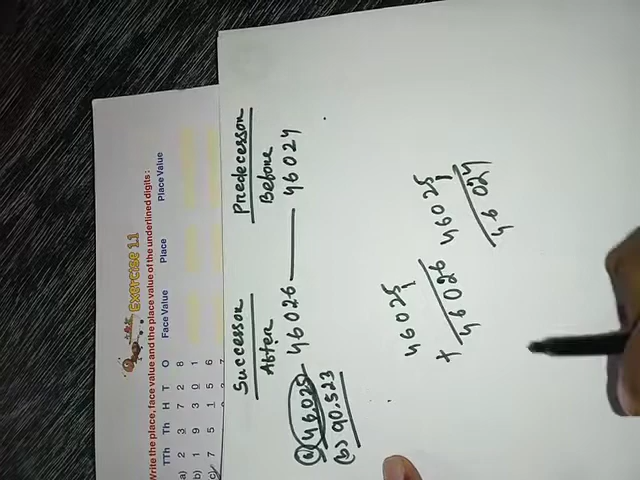 Exercise 1.1
Write the place, face value and the place value of the underlined digits :
TTh Th H T O Face Value Place Place Value
a) 2 3 7 2 8
b) 1 9 3 0 1
c) 7 5 1 5 6
Successor Predecessor
After Before
(a) 46025 46026 46024
(b) 90.523
46025
+ 1
46026
46025
1
46024